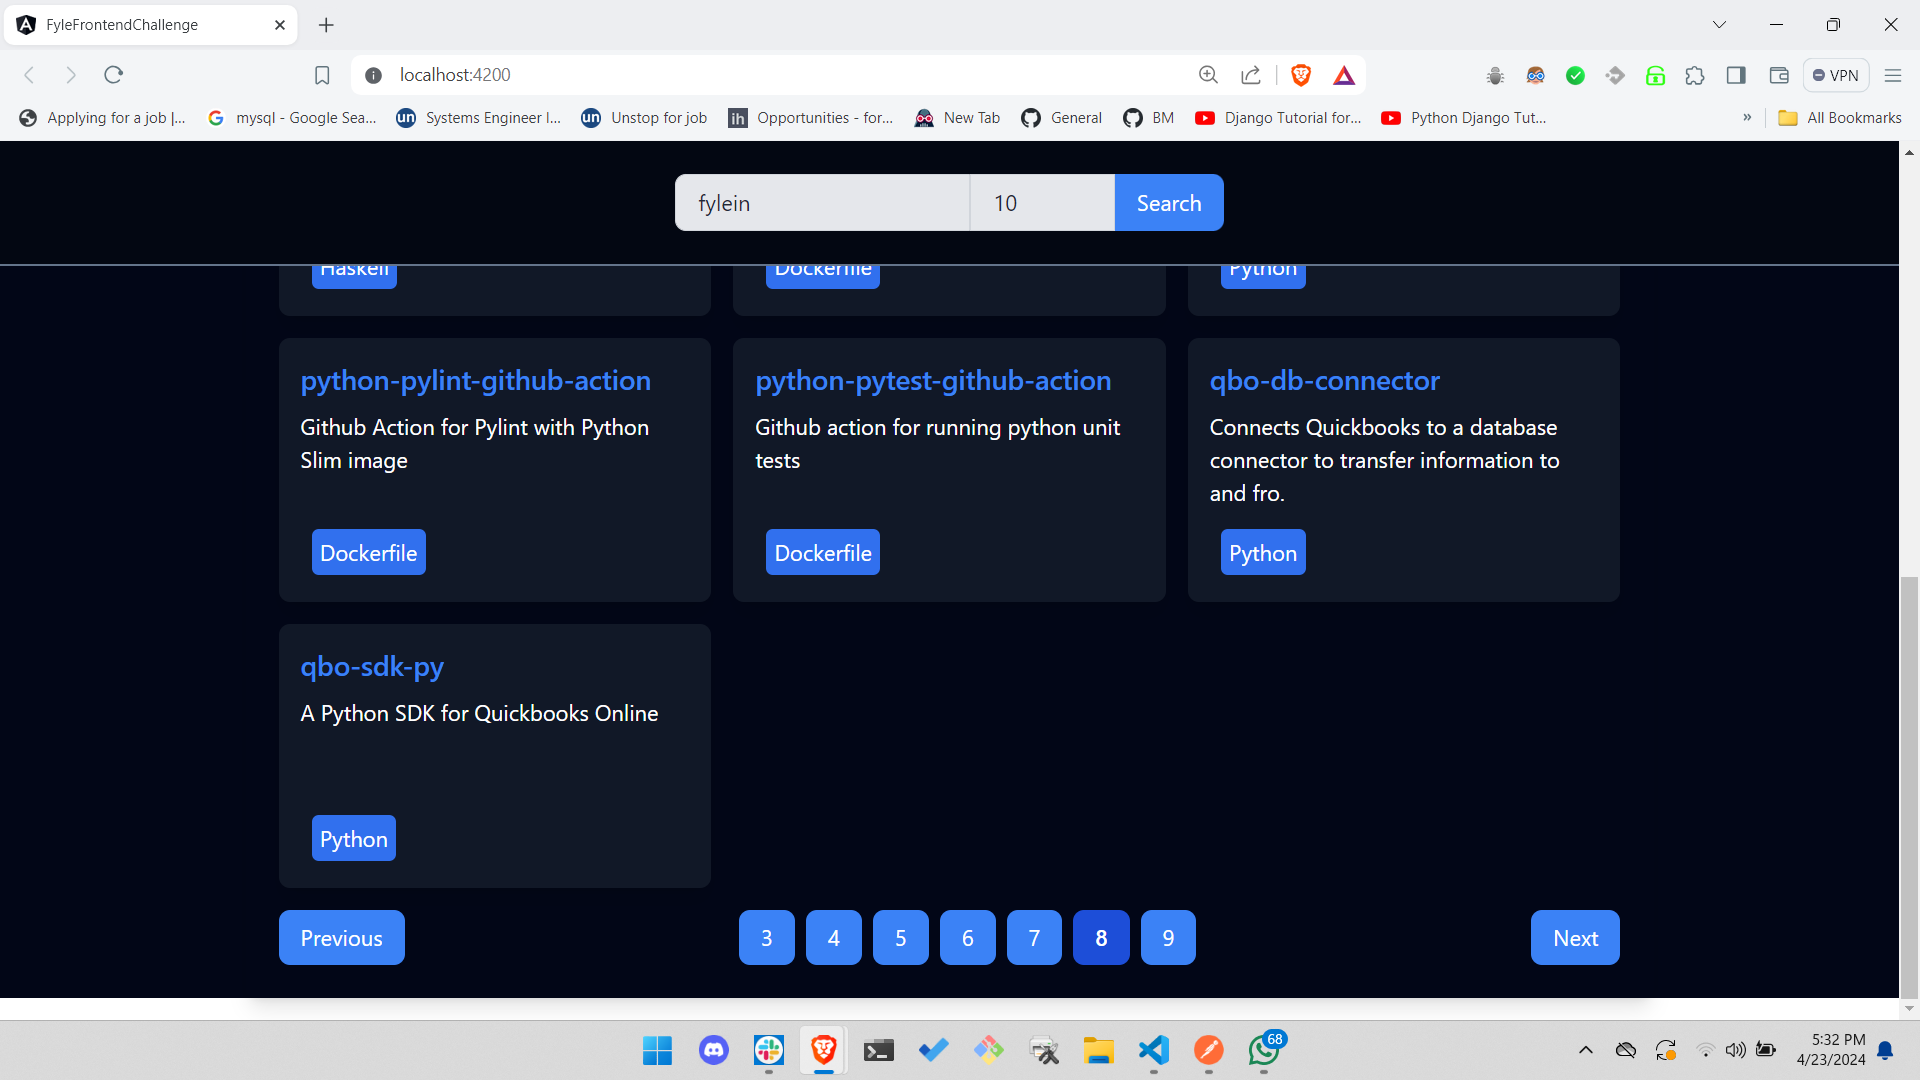 FyleFrontendChallenge
localhost:4200
VPN
Applying for a job |...
mysql - Google Sea...
Systems Engineer I...
Unstop for job
Opportunities - for...
New Tab
General
BM
Django Tutorial for...
Python Django Tut...
»
All Bookmarks
fylein
10
Search
Haskell
Dockerfile
Python
python-pylint-github-action
Github Action for Pylint with Python
Slim image
Dockerfile
python-pytest-github-action
Github action for running python unit
tests
Dockerfile
qbo-db-connector
Connects Quickbooks to a database
connector to transfer information to
and fro.
Python
qbo-sdk-py
A Python SDK for Quickbooks Online
Python
Previous
3
4
5
6
7
8
9
Next
68
5:32 PM
4/23/2024